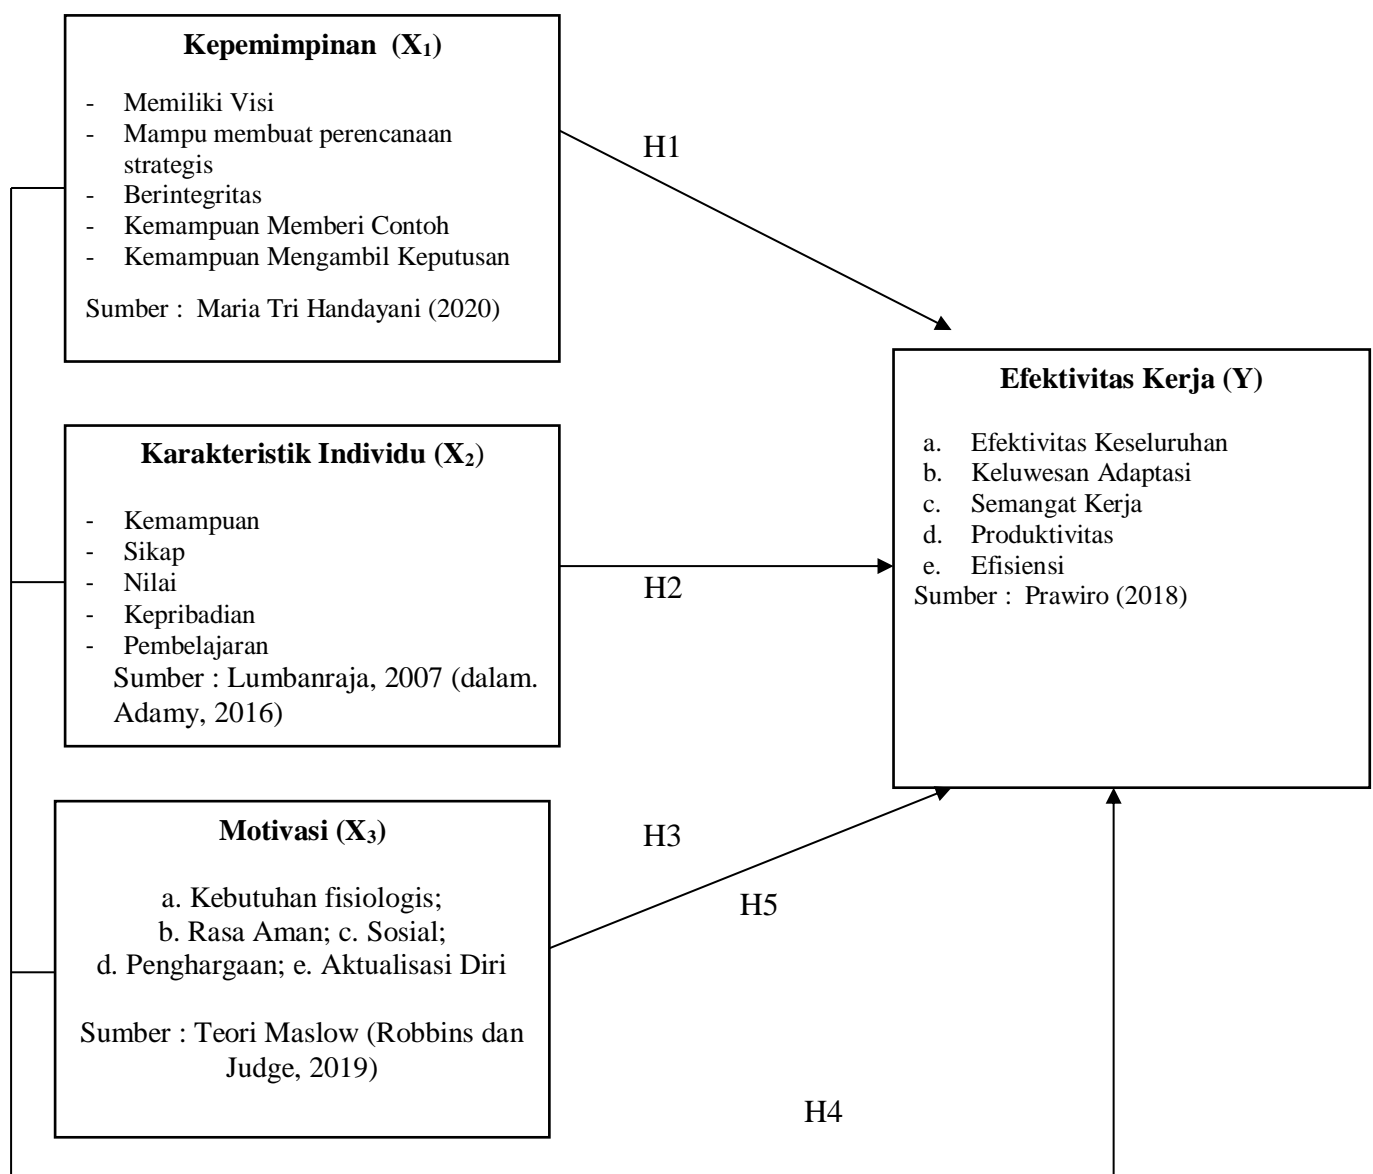 Kepemimpinan (X₁)
- Memiliki Visi
- Mampu membuat perencanaan
strategis
- Berintegritas
- Kemampuan Memberi Contoh
- Kemampuan Mengambil Keputusan
Sumber : Maria Tri Handayani (2020)
H1
Karakteristik Individu (X₂)
- Kemampuan
- Sikap
- Nilai
- Kepribadian
- Pembelajaran
Sumber : Lumbanraja, 2007 (dalam.
Adamy, 2016)
H2
Efektivitas Kerja (Y)
a. Efektivitas Keseluruhan
b. Keluwesan Adaptasi
c. Semangat Kerja
d. Produktivitas
e. Efisiensi
Sumber : Prawiro (2018)
Motivasi (X₃)
a. Kebutuhan fisiologis;
b. Rasa Aman; c. Sosial;
d. Penghargaan; e. Aktualisasi Diri
Sumber : Teori Maslow (Robbins dan
Judge, 2019)
H3
H5
H4